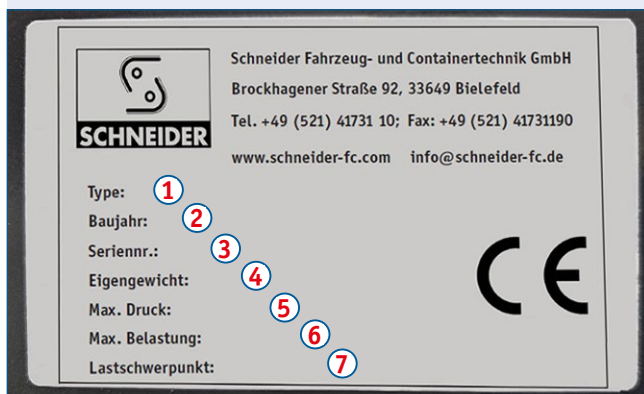 SCHNEIDER
Schneider Fahrzeug- und Containertechnik GmbH
Brockhagener Straße 92, 33649 Bielefeld
Tel. +49 (521) 41731 10; Fax: +49 (521) 41731190
www.schneider-fc.com info@schneider-fc.de
Type: 1
Baujahr: 2
Seriennr.: 3
Eigengewicht: 4
Max. Druck: 5
Max. Belastung: 6
Lastschwerpunkt: 7
CE